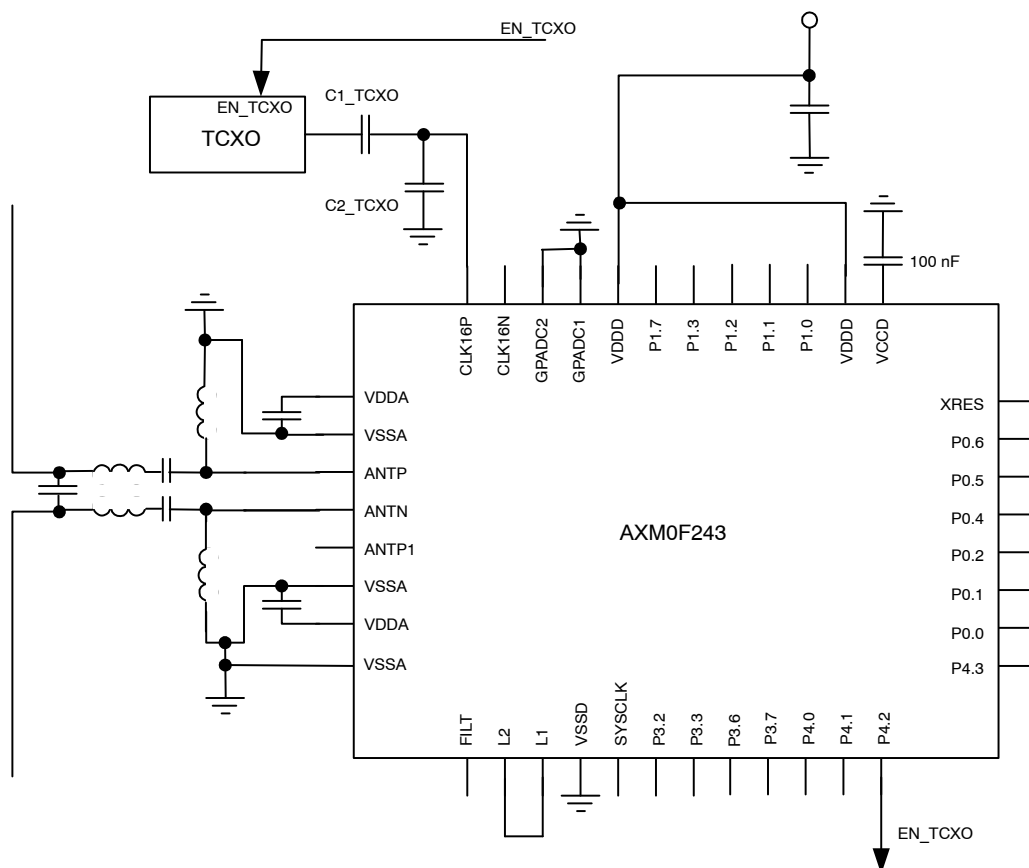 EN_TCXO
EN_TCXO
TCXO
C1_TCXO
C2_TCXO
100 nF
CLK16P
CLK16N
GPADC2
GPADC1
VDDD
P1.7
P1.3
P1.2
P1.1
P1.0
VDDD
VCCD
VDDA
VSSA
ANTP
ANTN
ANTP1
VSSA
VDDA
VSSA
AXM0F243
XRES
P0.6
P0.5
P0.4
P0.2
P0.1
P0.0
P4.3
FILT
L2
L1
VSSD
SYSCLK
P3.2
P3.3
P3.6
P3.7
P4.0
P4.1
P4.2
EN_TCXO